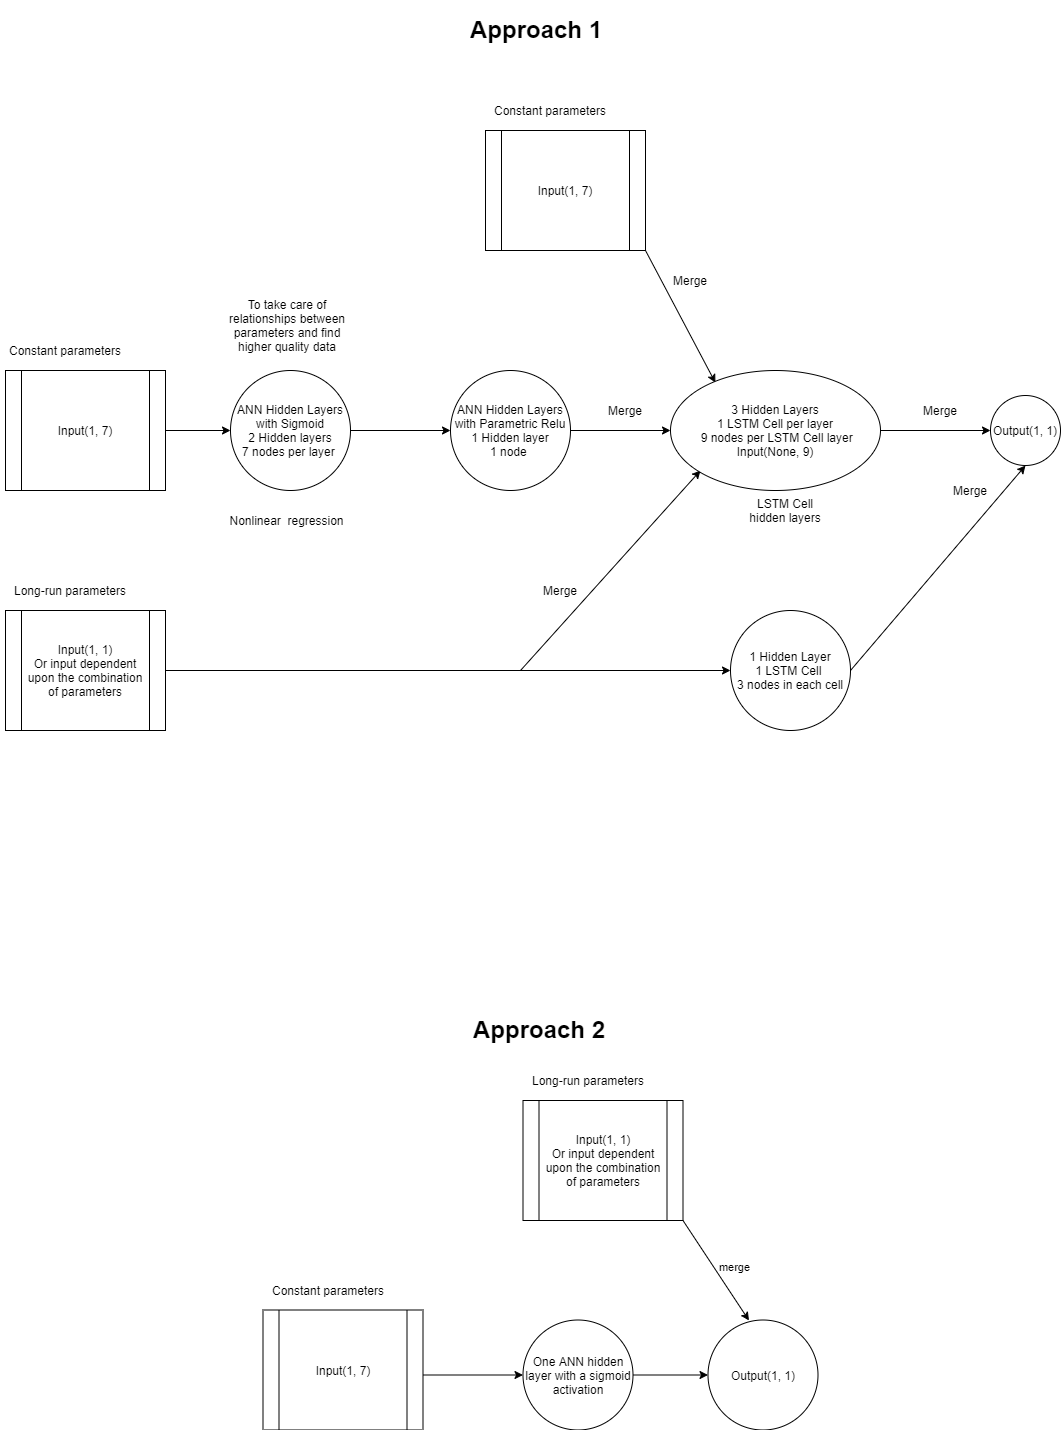 Approach 1
Constant parameters
Input(1, 7)
Merge
To take care of
relationships between
parameters and find
higher quality data
Constant parameters
Input(1, 7)
ANN Hidden Layers
with Sigmoid
2 Hidden layers
7 nodes per layer
Nonlinear regression
ANN Hidden Layers
with Parametric Relu
1 Hidden layer
1 node
Merge
3 Hidden Layers
1 LSTM Cell per layer
9 nodes per LSTM Cell layer
Input(None, 9)
LSTM Cell
hidden layers
Merge
Output(1, 1)
Merge
Long-run parameters
Input(1, 1)
Or input dependent
upon the combination
of parameters
Merge
1 Hidden Layer
1 LSTM Cell
3 nodes in each cell
Approach 2
Long-run parameters
Input(1, 1)
Or input dependent
upon the combination
of parameters
merge
Constant parameters
Input(1, 7)
One ANN hidden
layer with a sigmoid
activation
Output(1, 1)